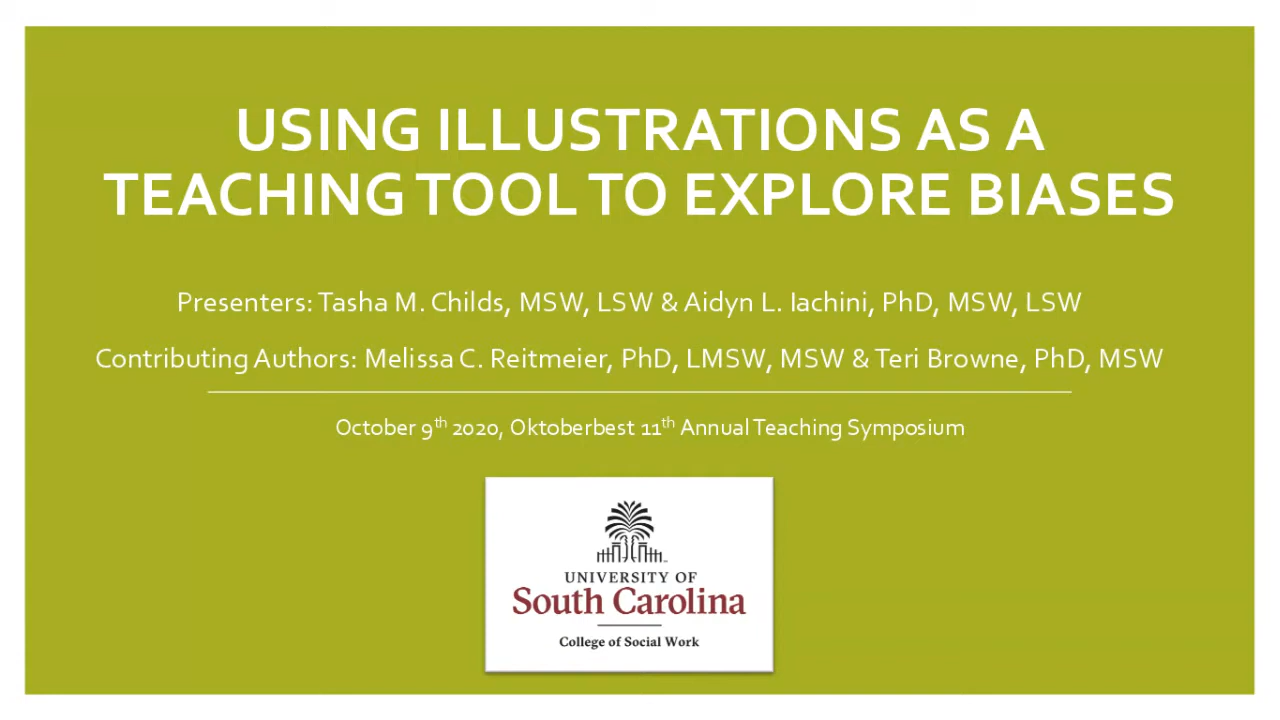 USING ILLUSTRATIONS AS A
TEACHING TOOL TO EXPLORE BIASES
Presenters: Tasha M. Childs, MSW, LSW & Aidyn L. Iachini, PhD, MSW, LSW
Contributing Authors: Melissa C. Reitmeier, PhD, LMSW, MSW & Teri Browne, PhD, MSW
October 9th 2020, Oktoberbest 11th Annual Teaching Symposium
UNIVERSITY OF
South Carolina
College of Social Work